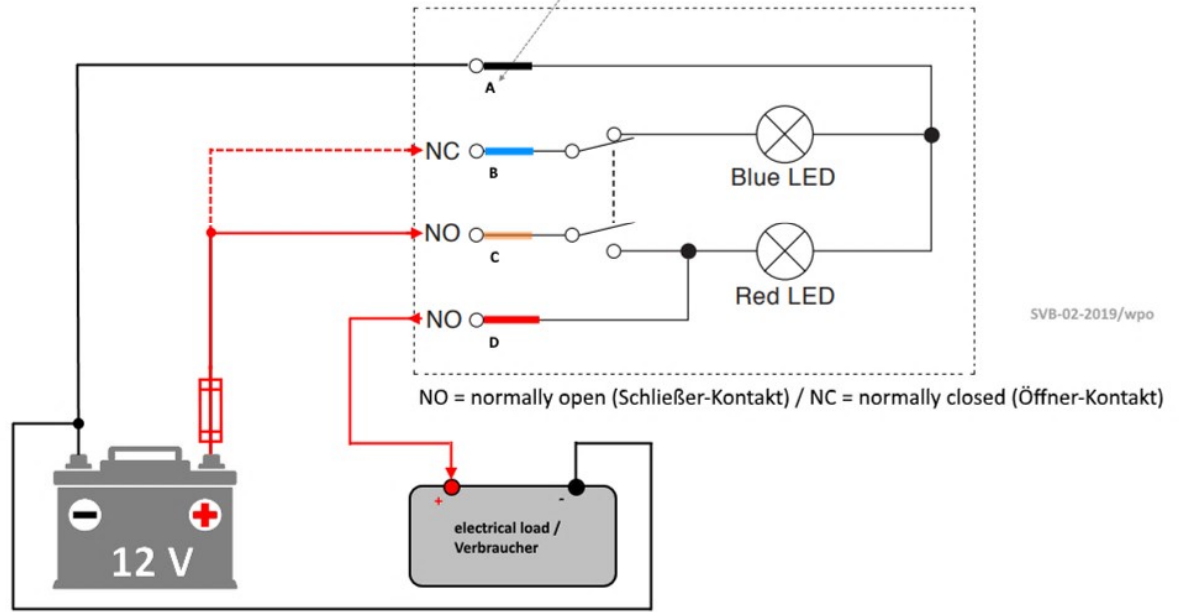 A
NC
B
Blue LED
NO
C
Red LED
NO
D
SVB-02-2019/wpo
NO = normally open (Schließer-Kontakt) / NC = normally closed (Öffner-Kontakt)
+ -
electrical load /
Verbraucher
- +
12 V